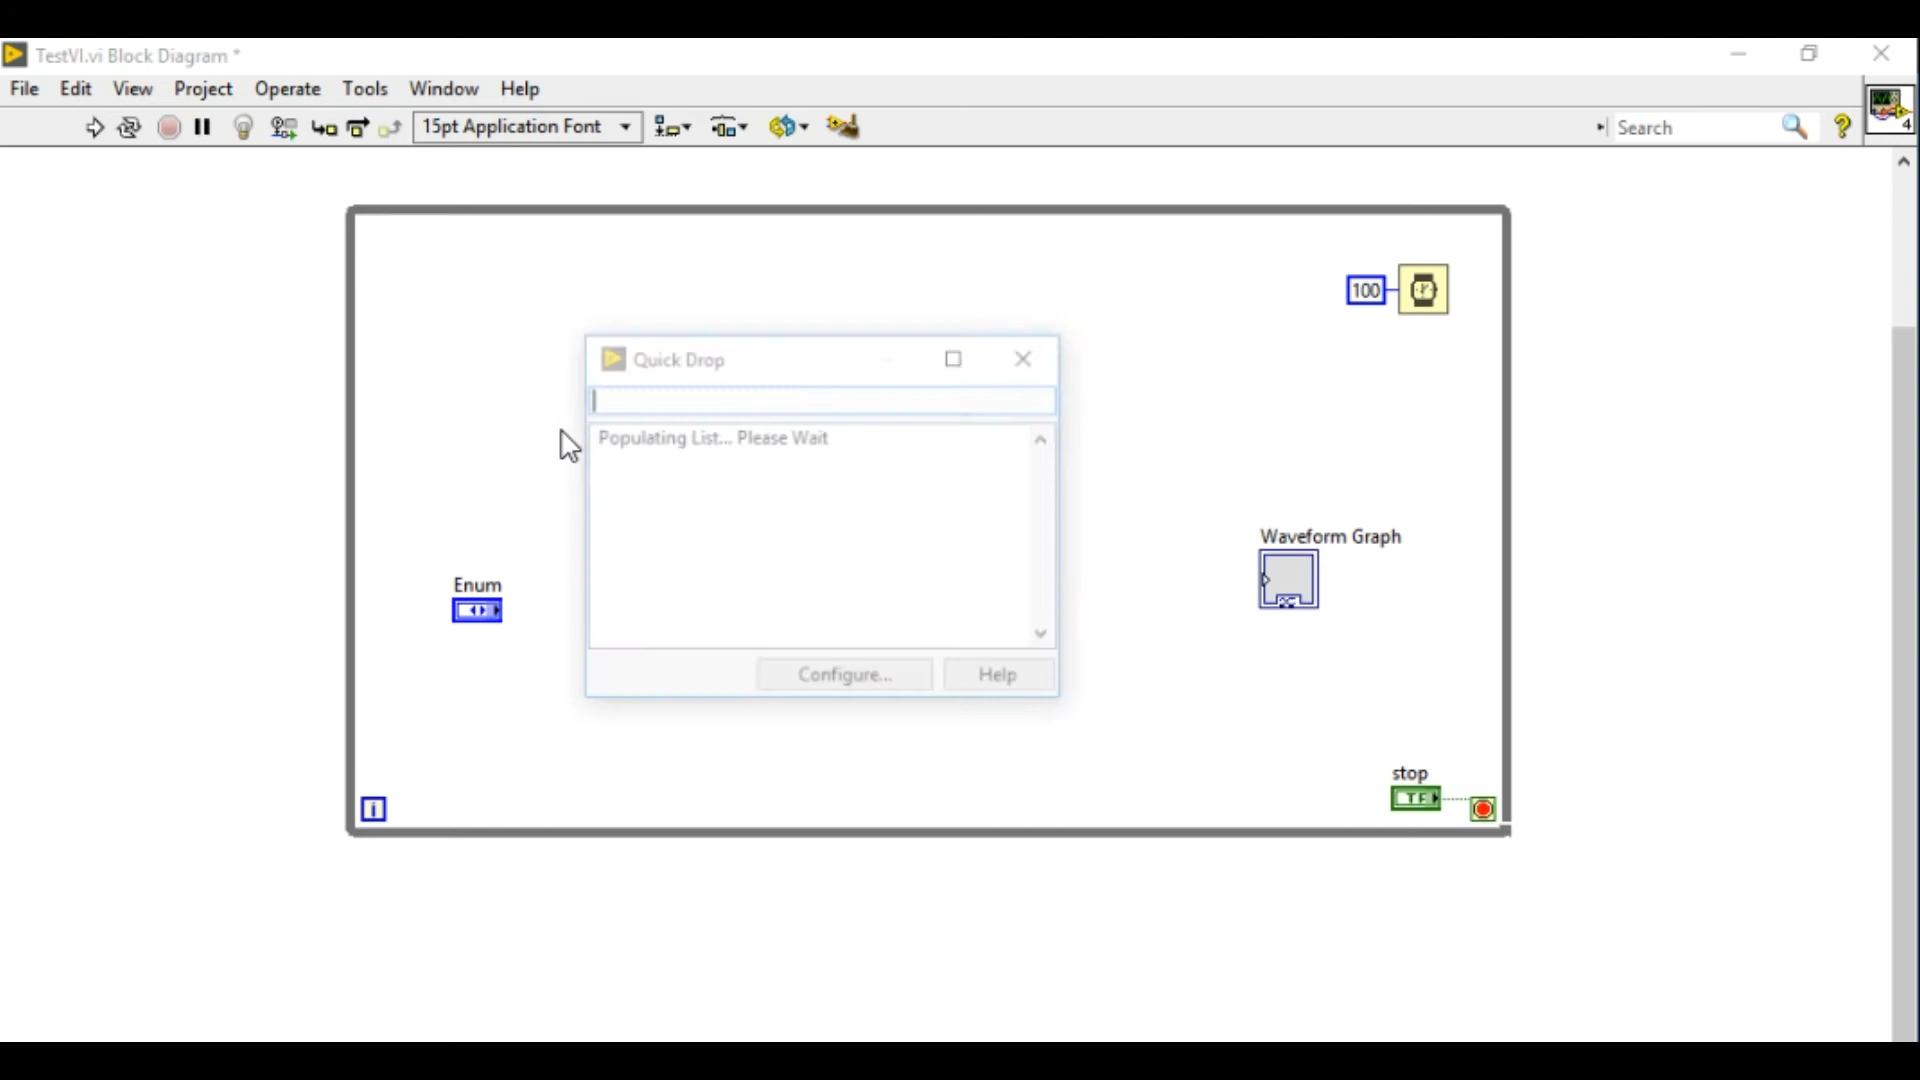 TestVI.vi Block Diagram *
File Edit View Project Operate Tools Window Help
15pt Application Font
Search
?
4
100
Quick Drop
Populating List... Please Wait
Waveform Graph
Enum
Configure...
Help
stop
TF
i